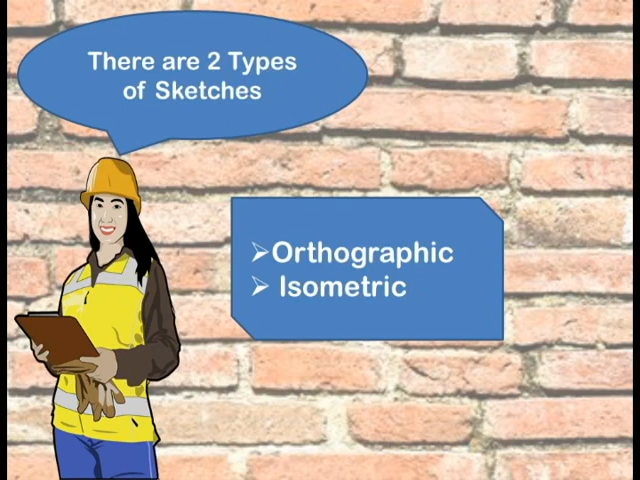 There are 2 Types
of Sketches
➢Orthographic
➢ Isometric